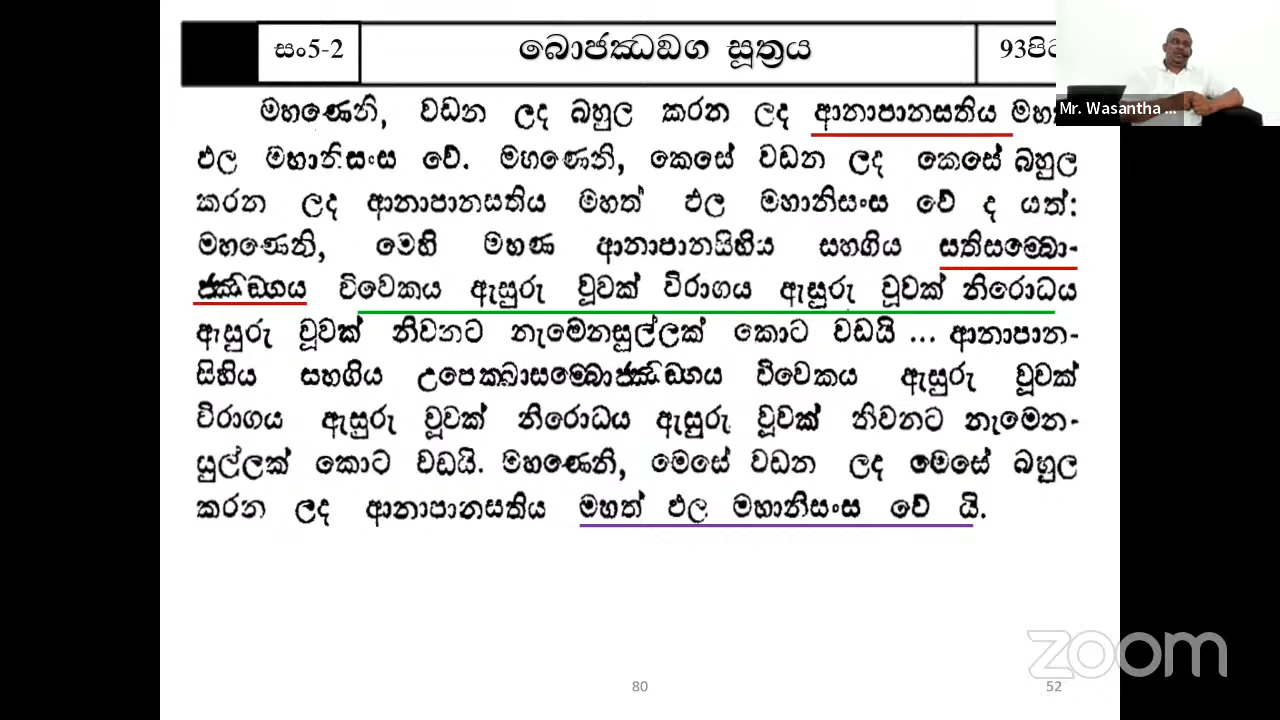 සං5-2
බොජ්ඣඞ්ග සූත්‍රය
93පිට
Mr. Wasantha ...
මහණෙනි, වඩන ලද බහුල කරන ලද ආනාපානසතිය
ඵල මහානිසංස වේ. මහණෙනි, කෙසේ වඩන ලද කෙසේ බහුල
කරන ලද ආනාපානසතිය මහත් ඵල මහානිසංස වේ ද යත්:
මහණෙනි, මෙහි මහණ ආනාපානසිහිය සහගිය සතිසම්බො-
ජ්ඣඞ්ගය විවේකය ඇසුරු වූවක් විරාගය ඇසුරු වූවක් නිරොධය
ඇසුරු වූවක් නිවනට නැමෙනසුල්ලක් කොට වඩයි ... ආනාපාන-
සිහිය සහගිය උපෙක්ඛාසම්බොජ්ඣඞ්ගය විවේකය ඇසුරු වූවක්
විරාගය ඇසුරු වූවක් නිරොධය ඇසුරු වූවක් නිවනට නැමෙන-
සුල්ලක් කොට වඩයි. මහණෙනි, මෙසේ වඩන ලද මෙසේ බහුල
කරන ලද ආනාපානසතිය මහත් ඵල මහානිසංස වේ යි.
zoom
80
52